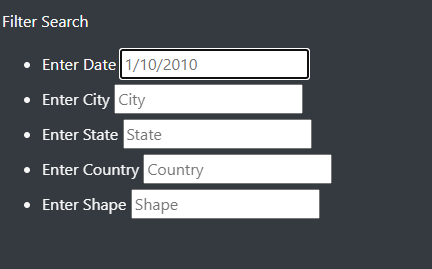 Filter Search
Enter Date 1/10/2010
Enter City City
Enter State State
Enter Country Country
Enter Shape Shape